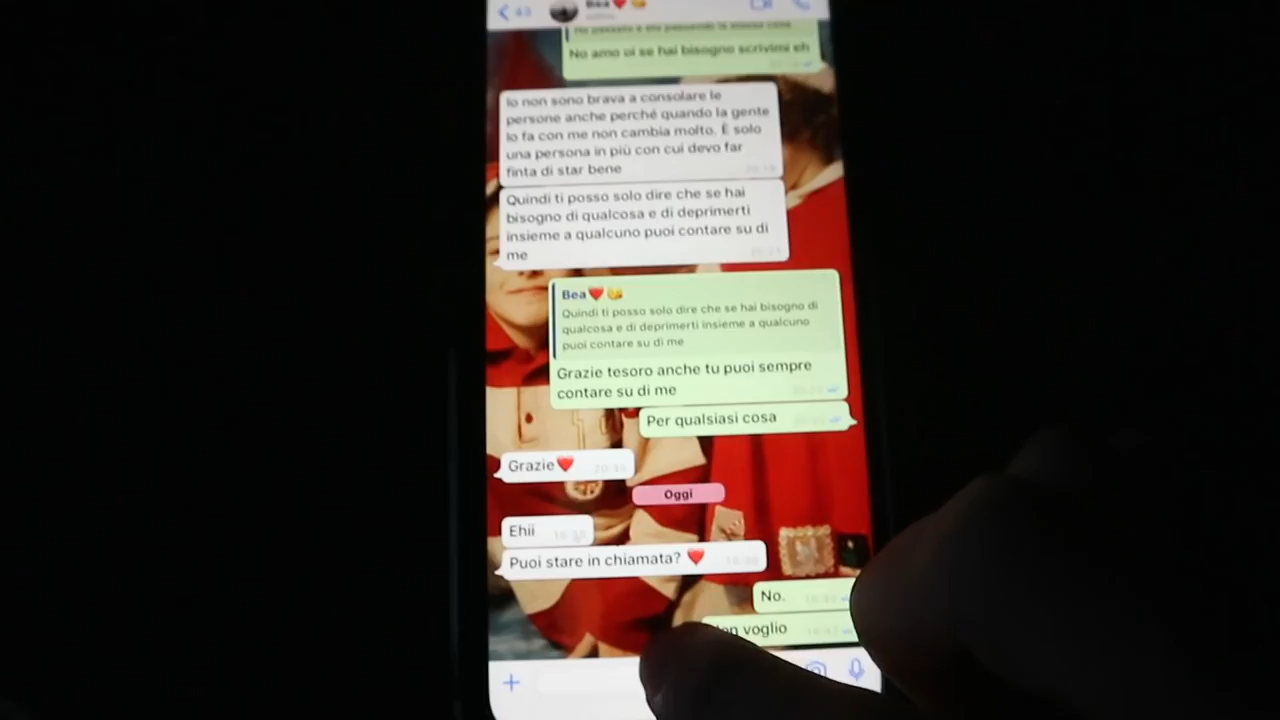 43
Bea❤️😘
No amo oi se hai bisogno scrivimi eh
Io non sono brava a consolare le
persone anche perché quando la gente
lo fa con me non cambia molto. È solo
una persona in più con cui devo far
finta di star bene
Quindi ti posso solo dire che se hai
bisogno di qualcosa e di deprimerti
insieme a qualcuno puoi contare su di
me
Bea❤️😘
Quindi ti posso solo dire che se hai bisogno di
qualcosa e di deprimerti insieme a qualcuno
puoi contare su di me
Grazie tesoro anche tu puoi sempre
contare su di me
Per qualsiasi cosa
Grazie❤️
Oggi
Ehii
Puoi stare in chiamata? ❤️
No.
voglio